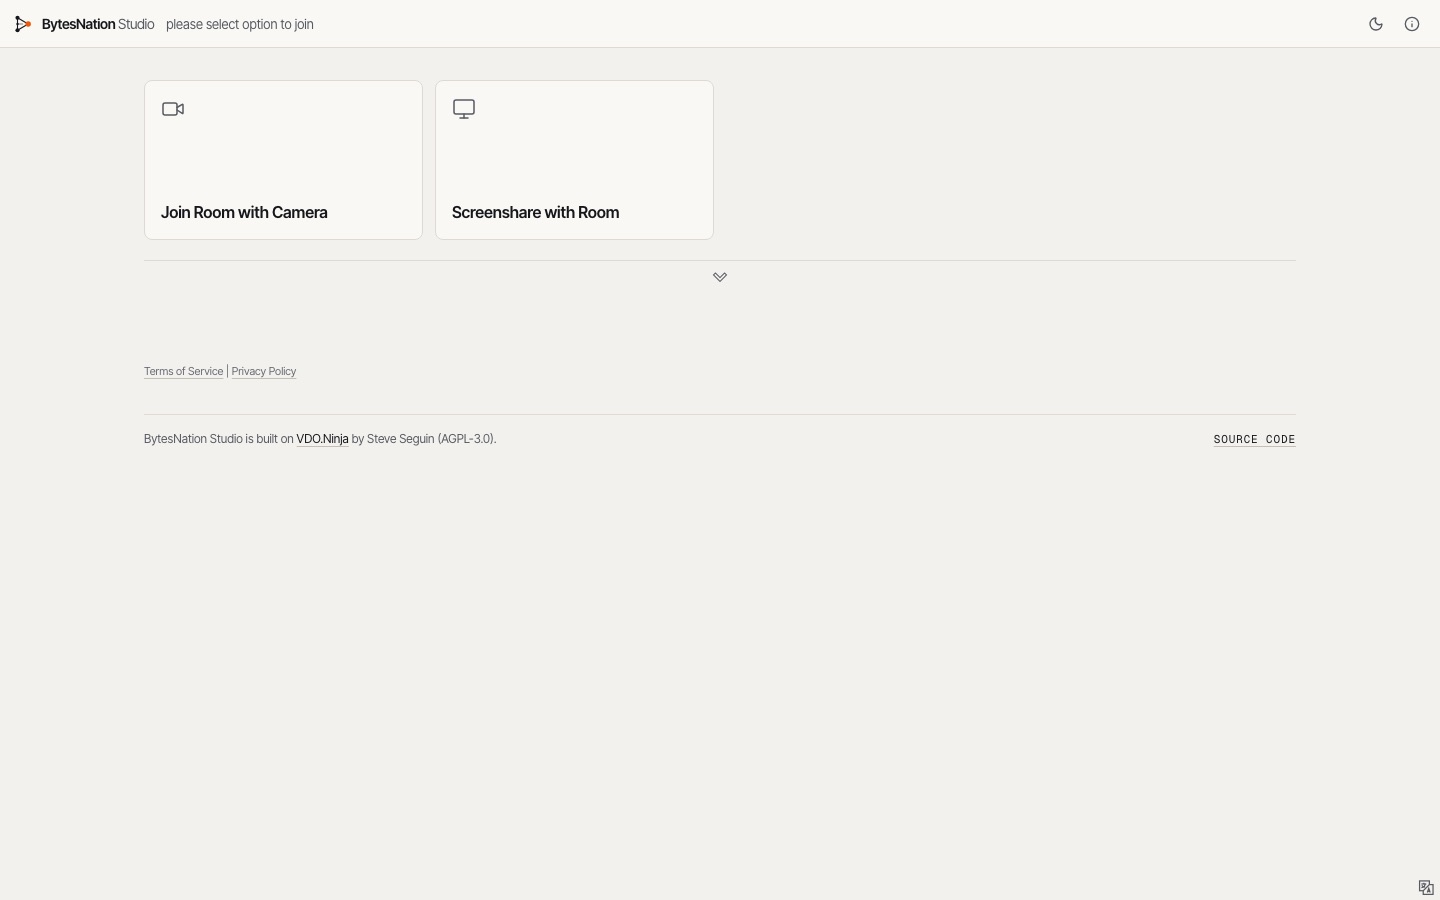 BytesNation Studio please select option to join
Join Room with Camera
Screenshare with Room
Terms of Service | Privacy Policy
BytesNation Studio is built on VDO.Ninja by Steve Seguin (AGPL-3.0).
SOURCE CODE